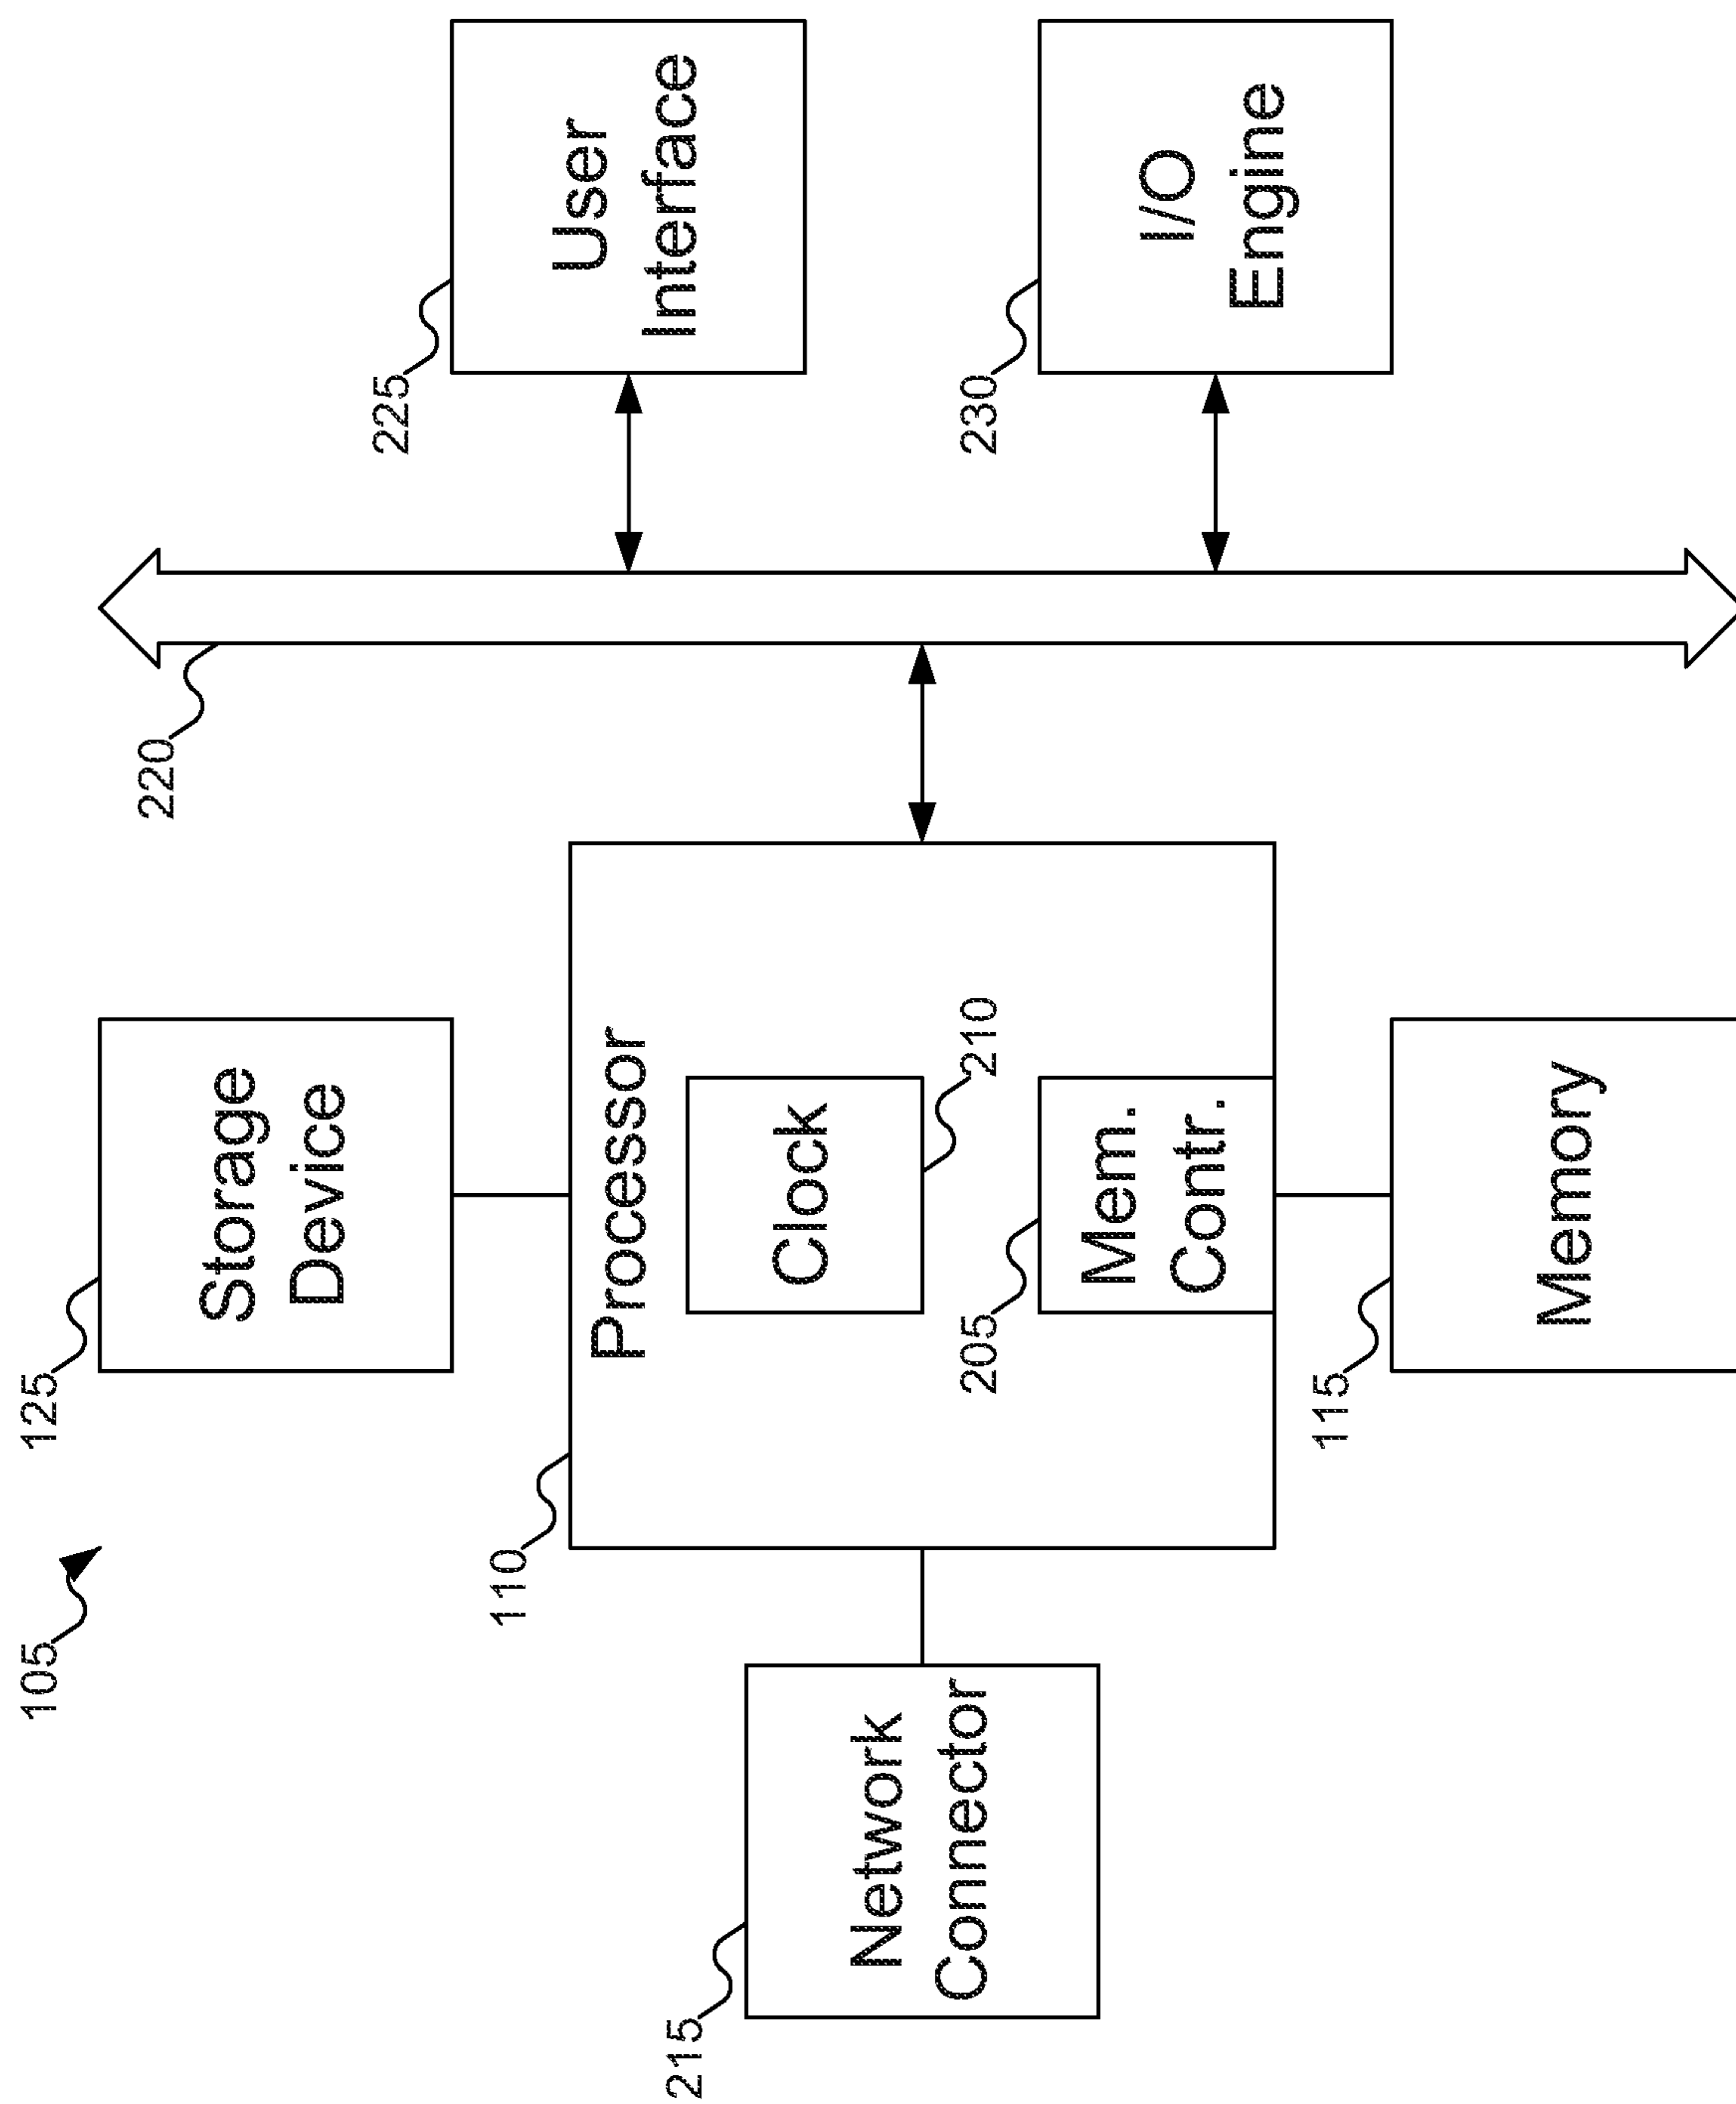 105
125
Storage
Device
110
Processor
Clock
210
205
Mem.
Contr.
115
Memory
215
Network
Connector
220
225
User
Interface
230
I/O
Engine